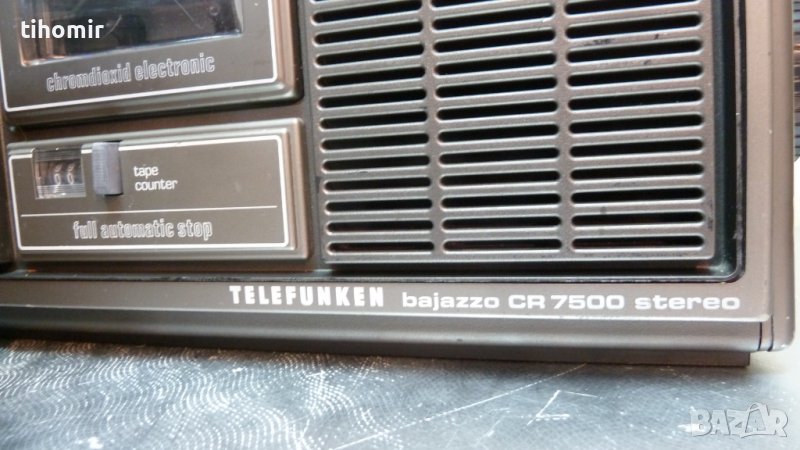 tihomir
chromdioxid electronic
tape
counter
full automatic stop
TELEFUNKEN bajazzo CR 7500 stereo
BAZAR